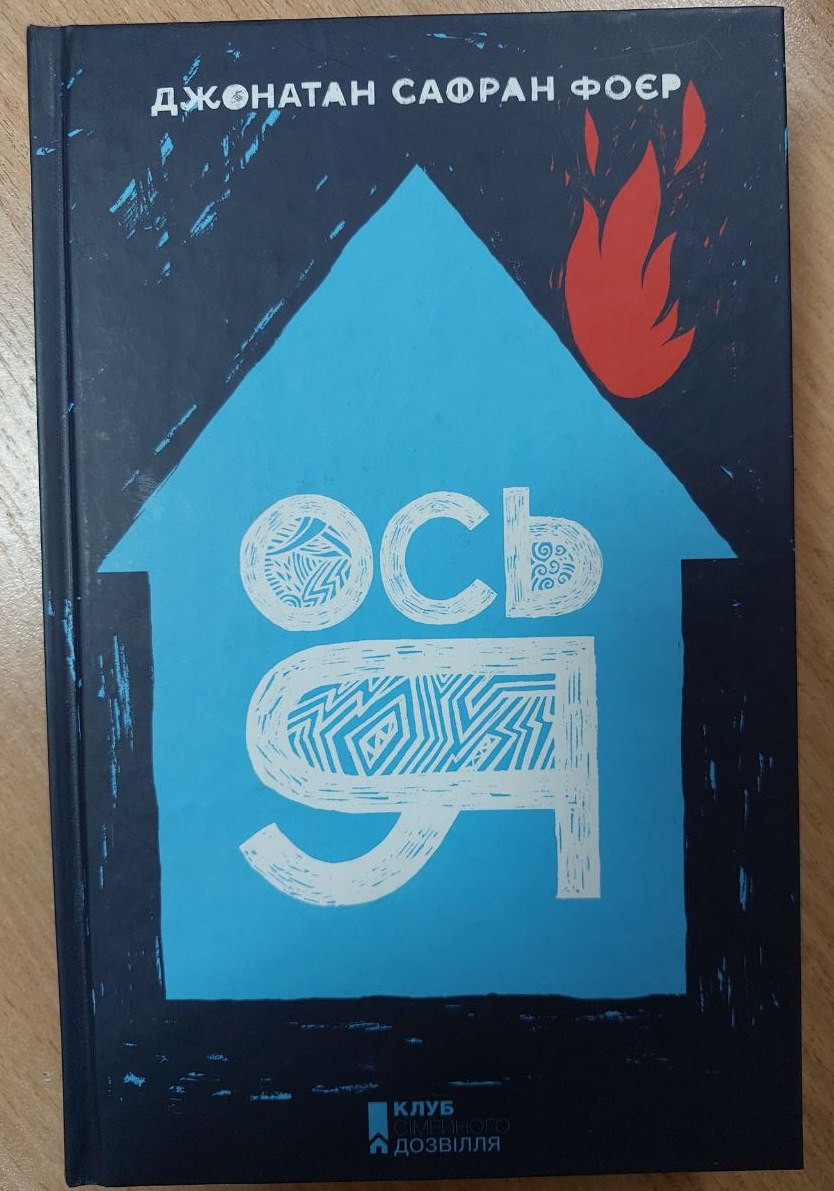 ДЖОНАТАН САФРАН ФОЄР
ОСЬ
Я
КЛУБ
СІМЕЙНОГО
ДОЗВІЛЛЯ